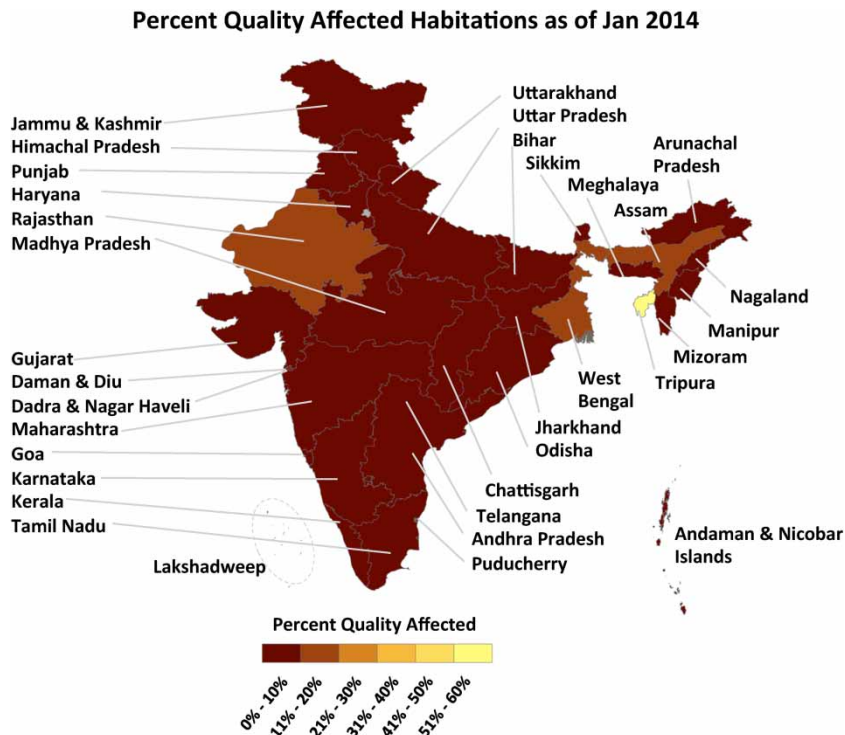 Percent Quality Affected Habitations as of Jan 2014
Jammu & Kashmir
Himachal Pradesh
Punjab
Haryana
Rajasthan
Madhya Pradesh
Uttarakhand
Uttar Pradesh
Bihar
Sikkim
Meghalaya
Assam
Arunachal
Pradesh
Nagaland
Manipur
Mizoram
Tripura
West
Bengal
Jharkhand
Odisha
Chattisgarh
Telangana
Andhra Pradesh
Puducherry
Gujarat
Daman & Diu
Dadra & Nagar Haveli
Maharashtra
Goa
Karnataka
Kerala
Tamil Nadu
Lakshadweep
Andaman & Nicobar
Islands
Percent Quality Affected
0% - 10%
11% - 20%
21% - 30%
31% - 40%
41% - 50%
51% - 60%